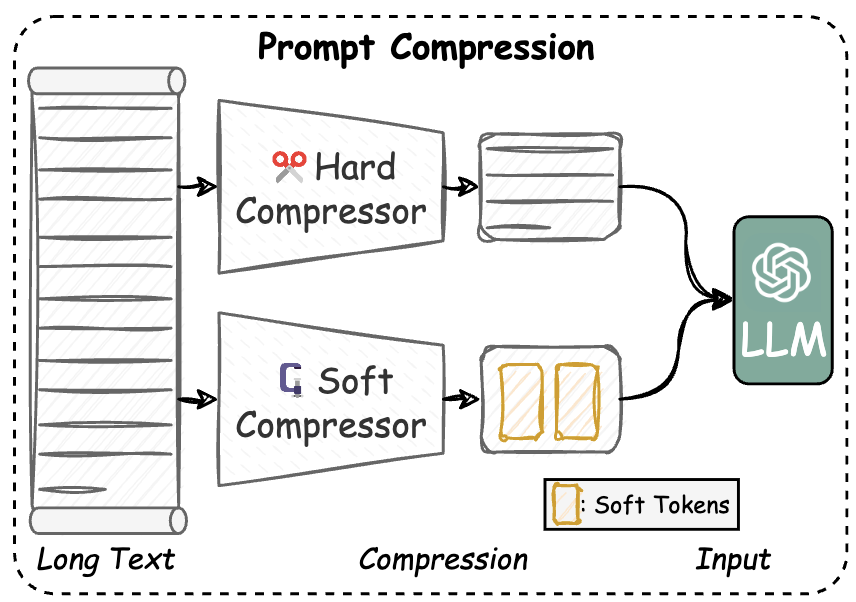 Prompt Compression
Hard
Compressor
Soft
Compressor
LLM
: Soft Tokens
Long Text
Compression
Input